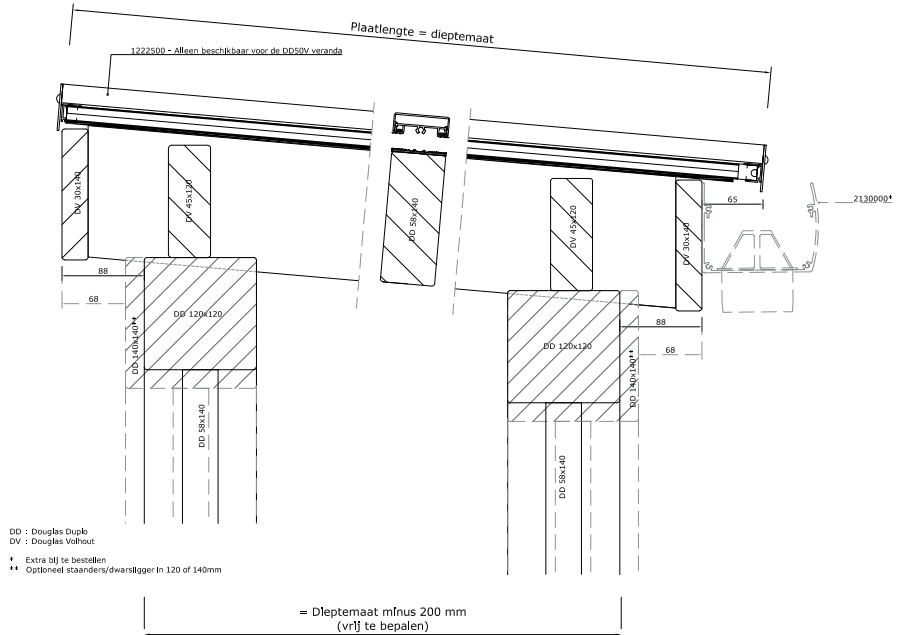 Plaatlengte = dieptemaat
1222500 - Alleen beschikbaar voor de DD50V veranda
DV 30x140
DV 45x120
DD 58x140
DV 45x120
DV 30x140
65
2130000*
88
68
DD 140x140**
DD 120x120
DD 120x120
88
68
DD 140x140**
DD 58x140
DD 58x140
DD : Douglas Duplo
DV : Douglas Volhout
* Extra bij te bestellen
** Optioneel staanders/dwarsligger in 120 of 140mm
= Dieptemaat minus 200 mm
(vrij te bepalen)